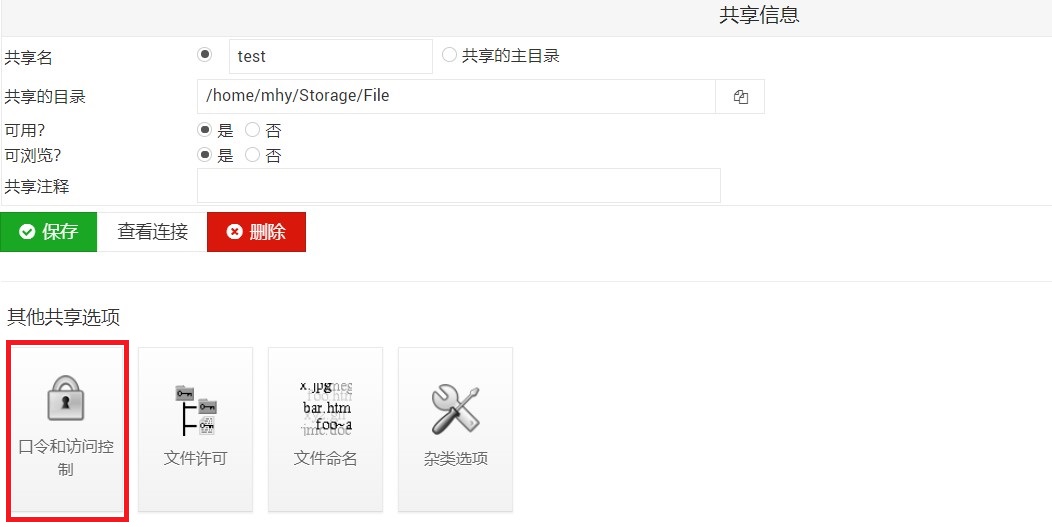 共享信息
共享名 test 共享的主目录
共享的目录 /home/mhy/Storage/File
可用? 是 否
可浏览? 是 否
共享注释
保存 查看连接 删除
其他共享选项
x.jpg
bar.htm
foo~a
口令和访问控
制
文件许可
文件命名
杂类选项